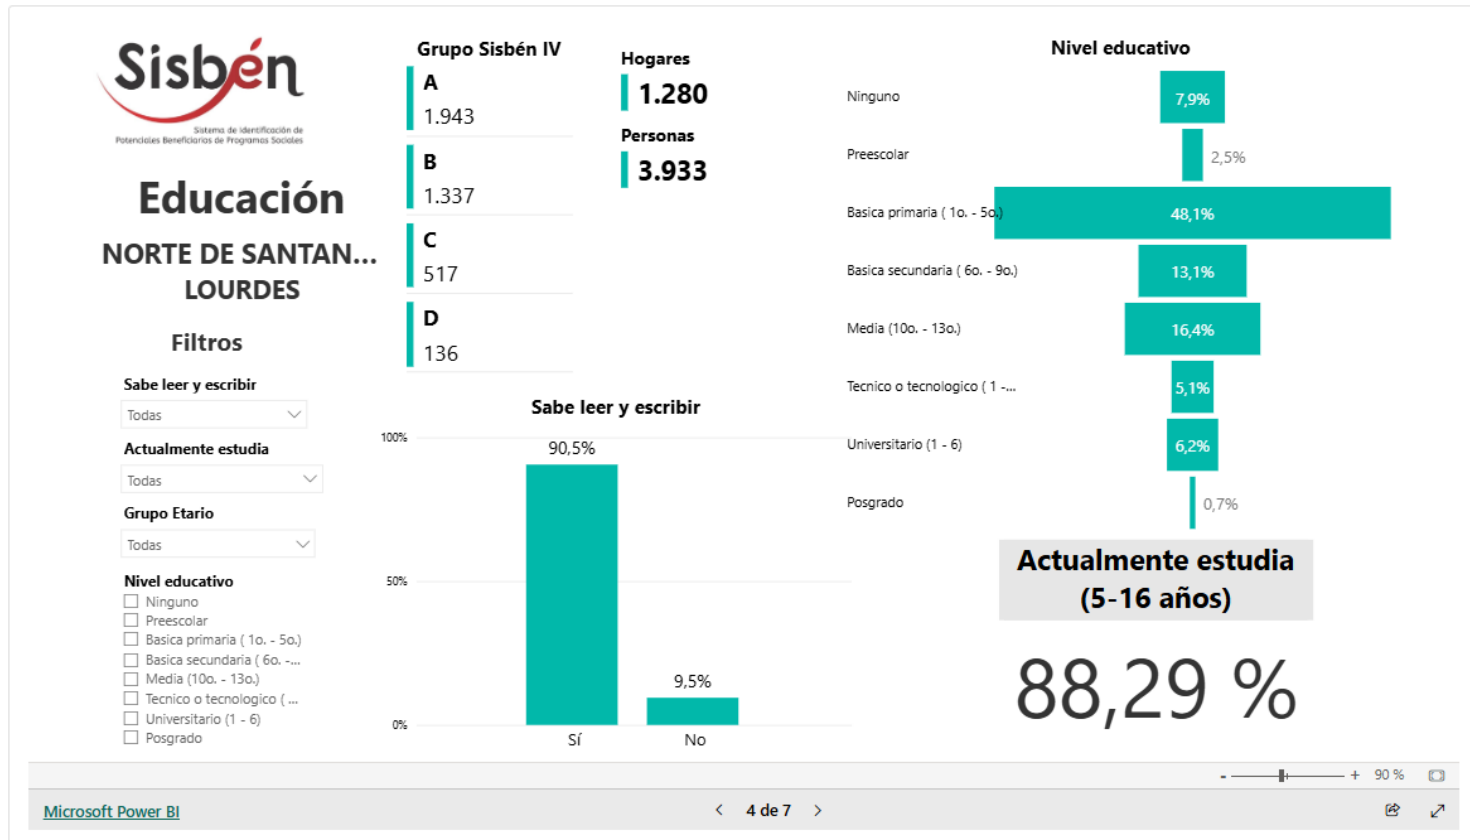 Sisbén
Sistema de Identificación de
Potenciales Beneficiarios de Programas Sociales
Educación
NORTE DE SANTAN...
LOURDES
Filtros
Sabe leer y escribir
Todas
Actualmente estudia
Todas
Grupo Etario
Todas
Nivel educativo
Ninguno
Preescolar
Basica primaria ( 1o. - 5o.)
Basica secundaria ( 6o. -...
Media (10o. - 13o.)
Tecnico o tecnologico ( ...
Universitario (1 - 6)
Posgrado
Grupo Sisbén IV
A
1.943
B
1.337
C
517
D
136
Hogares
1.280
Personas
3.933
Sabe leer y escribir
100%
50%
0%
90,5%
9,5%
Sí
No
Nivel educativo
Ninguno
7,9%
Preescolar
2,5%
Basica primaria ( 1o. - 5o.)
48,1%
Basica secundaria ( 6o. - 9o.)
13,1%
Media (10o. - 13o.)
16,4%
Tecnico o tecnologico ( 1 -...
5,1%
Universitario (1 - 6)
6,2%
Posgrado
0,7%
Actualmente estudia
(5-16 años)
88,29 %
- + 90 %
Microsoft Power BI
< 4 de 7 >